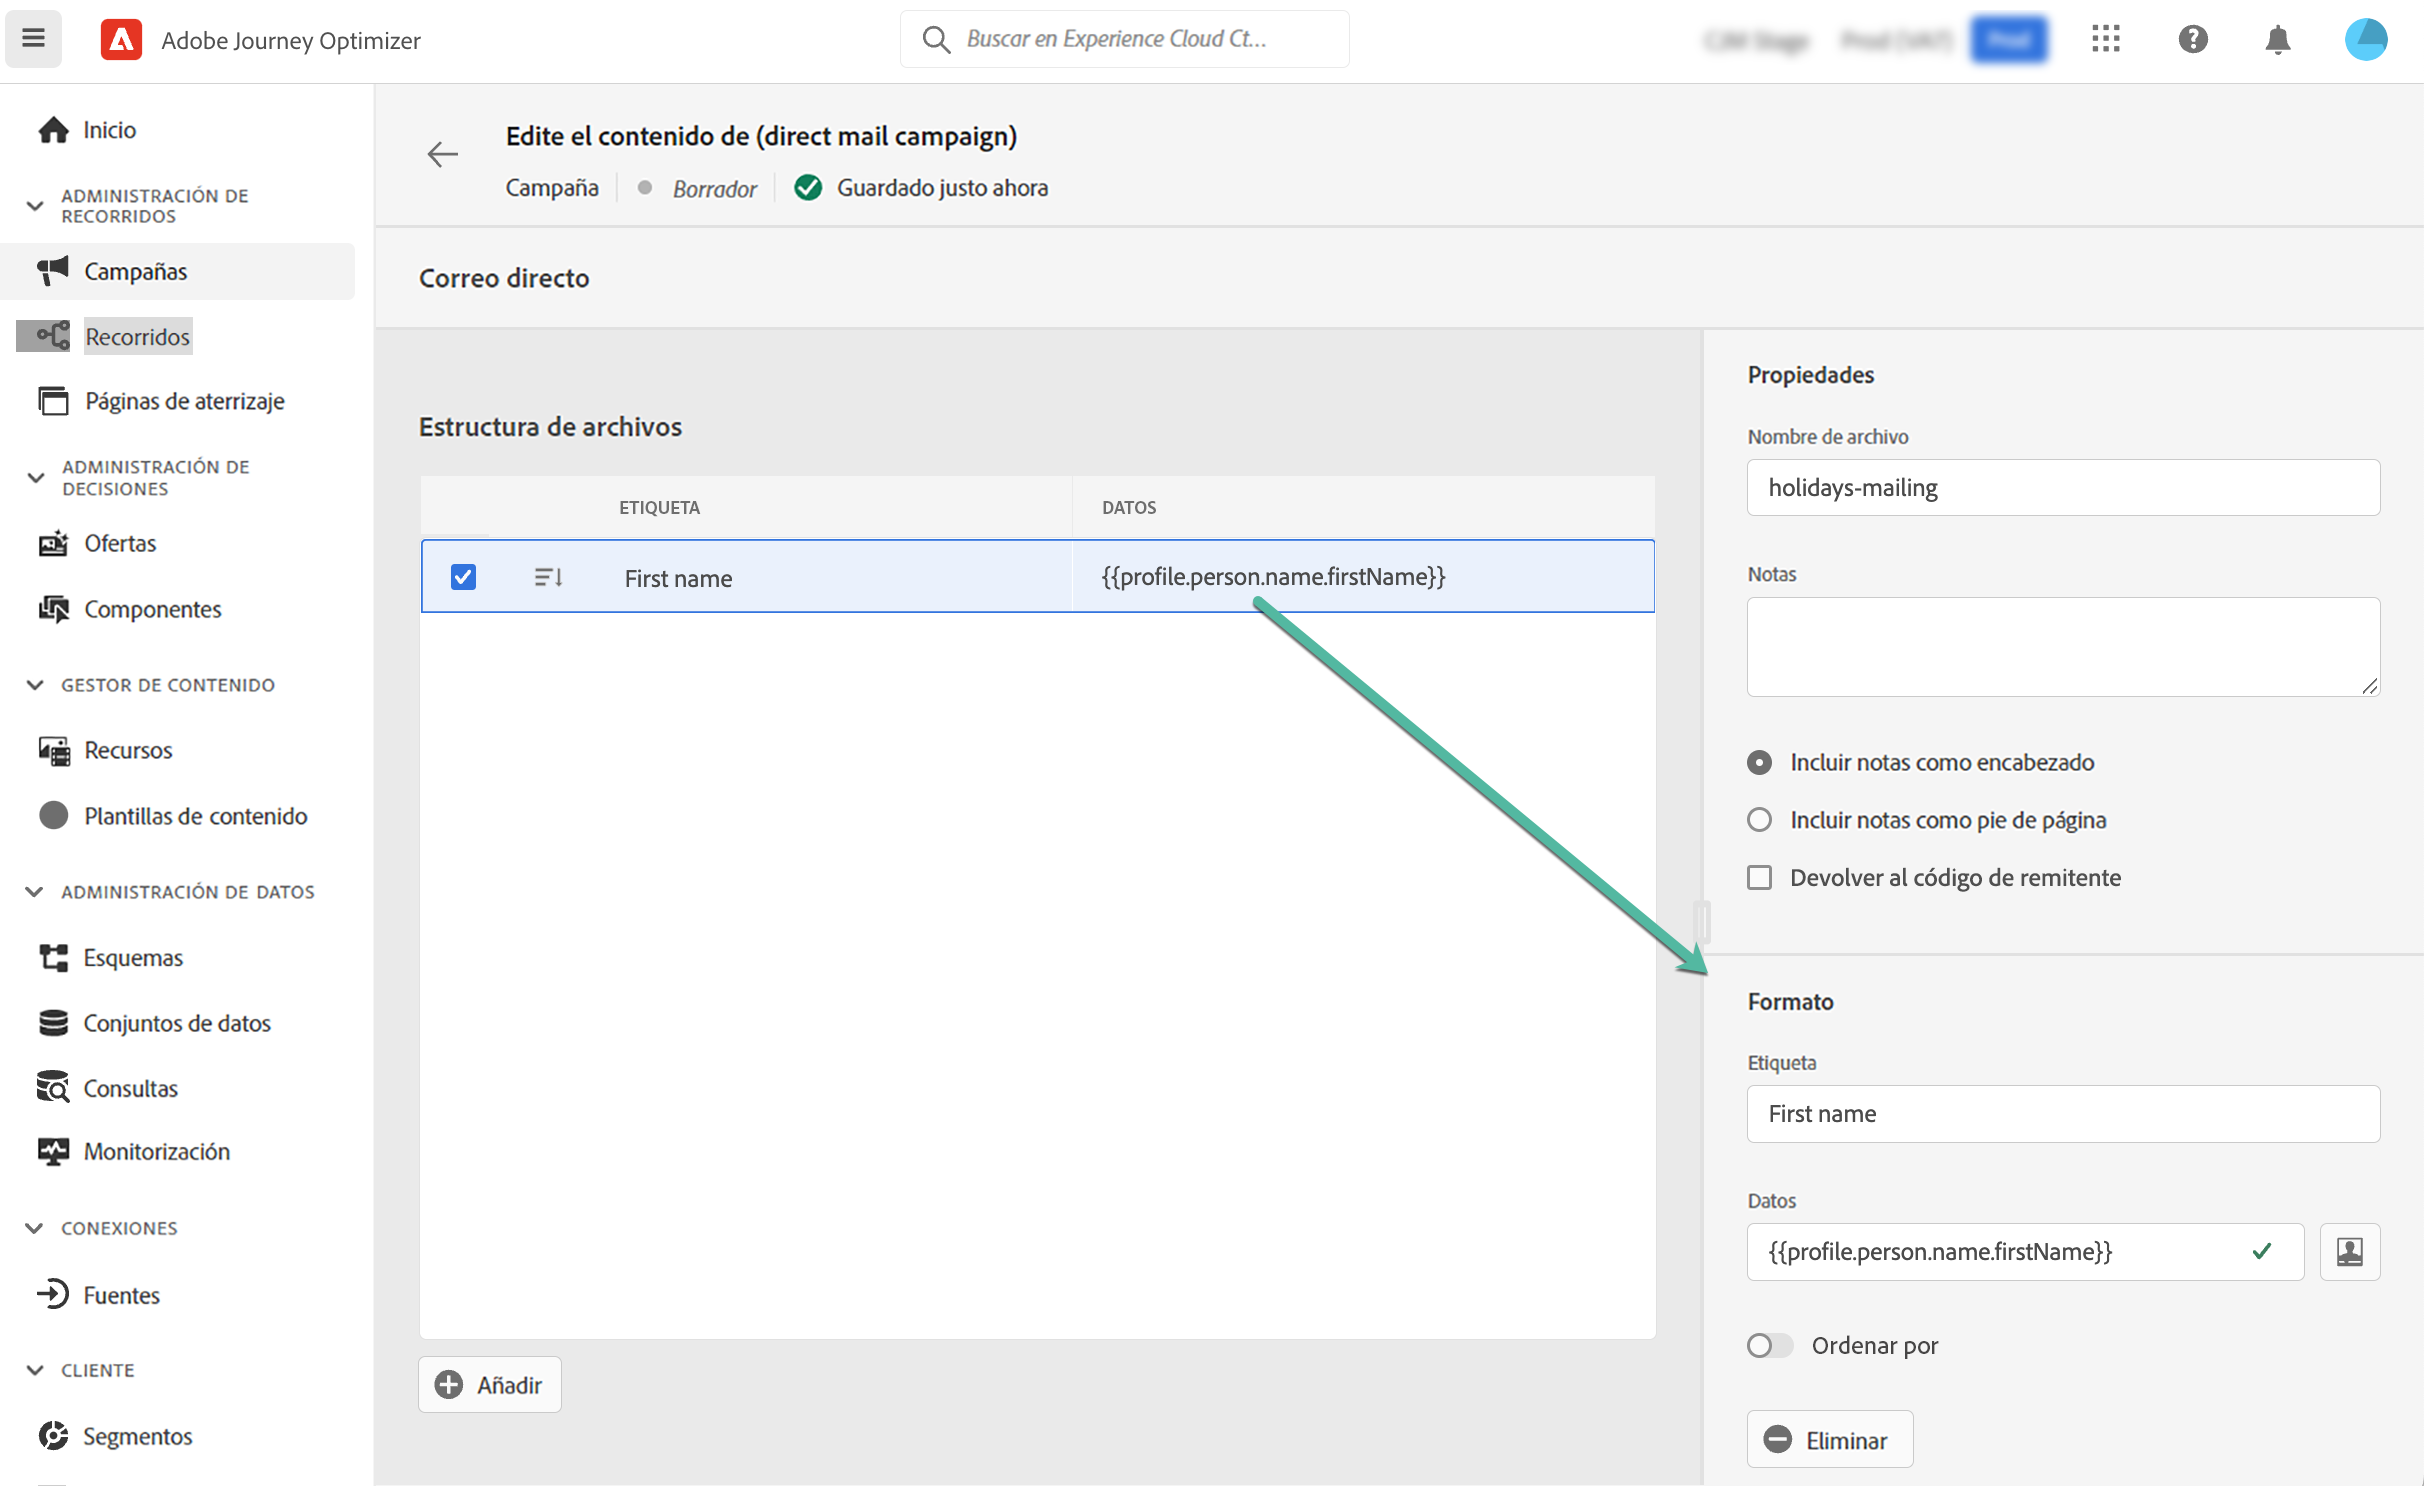 Adobe Journey Optimizer
Buscar en Experience Cloud Ct...
Inicio
ADMINISTRACIÓN DE
RECORRIDOS
Campañas
Recorridos
Páginas de aterrizaje
ADMINISTRACIÓN DE
DECISIONES
Ofertas
Componentes
GESTOR DE CONTENIDO
Recursos
Plantillas de contenido
ADMINISTRACIÓN DE DATOS
Esquemas
Conjuntos de datos
Consultas
Monitorización
CONEXIONES
Fuentes
CLIENTE
Segmentos
Edite el contenido de (direct mail campaign)
Campaña
Borrador
Guardado justo ahora
Correo directo
Estructura de archivos
ETIQUETA
DATOS
First name
{{profile.person.name.firstName}}
Añadir
Propiedades
Nombre de archivo
holidays-mailing
Notas
Incluir notas como encabezado
Incluir notas como pie de página
Devolver al código de remitente
Formato
Etiqueta
First name
Datos
{{profile.person.name.firstName}}
Ordenar por
Eliminar